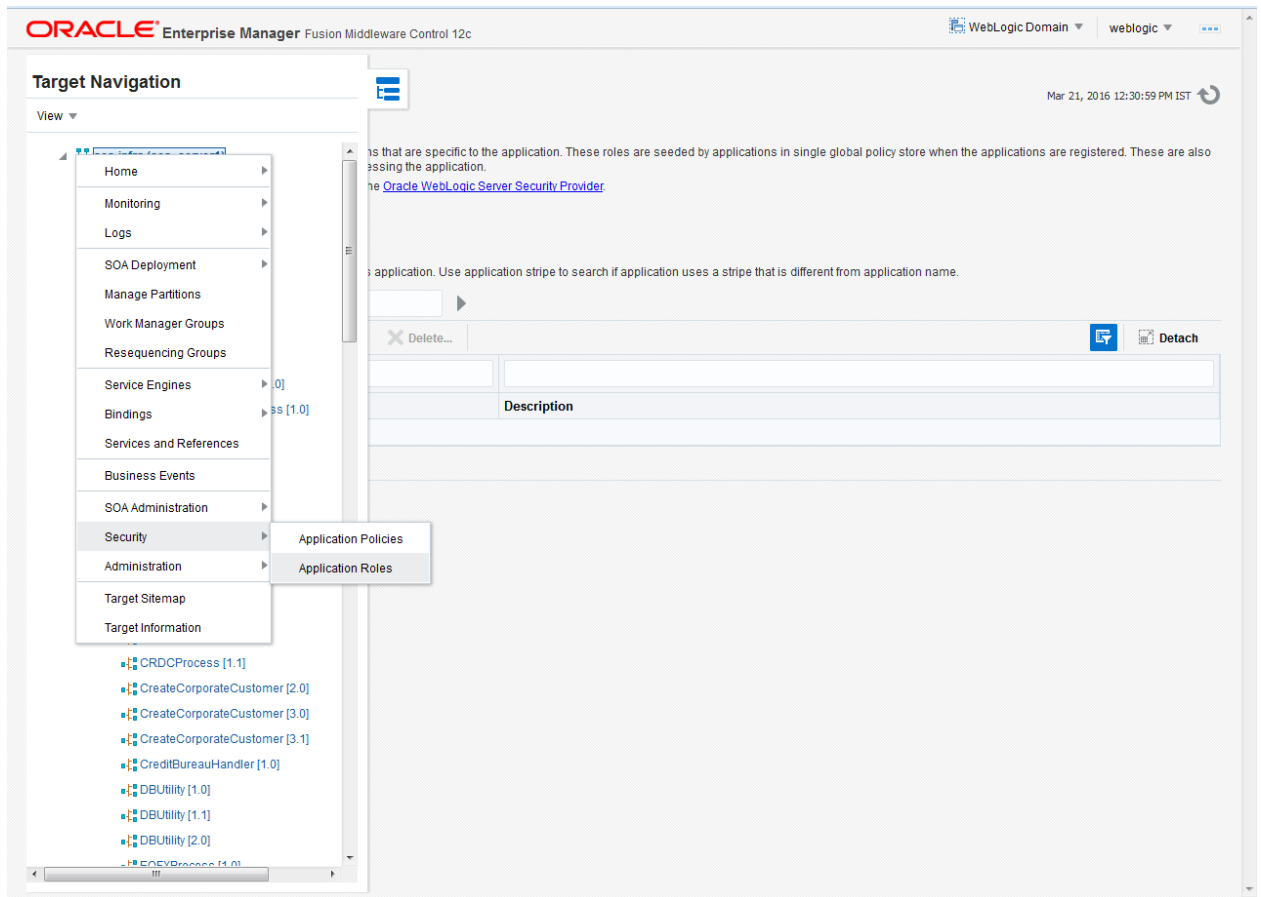 ORACLE Enterprise Manager Fusion Middleware Control 12c
WebLogic Domain
weblogic
Target Navigation
View
Mar 21, 2016 12:30:59 PM IST
soa-infra (soa_server1)
ns that are specific to the application. These roles are seeded by applications in single global policy store when the applications are registered. These are also
essing the application.
he Oracle WebLogic Server Security Provider.
Home
Monitoring
Logs
SOA Deployment
Manage Partitions
Work Manager Groups
Resequencing Groups
Service Engines
Bindings
Services and References
Business Events
SOA Administration
Security
Administration
Target Sitemap
Target Information
Application Policies
Application Roles
s application. Use application stripe to search if application uses a stripe that is different from application name.
Delete...
Detach
.0]
ss [1.0]
Description
CRDCProcess [1.1]
CreateCorporateCustomer [2.0]
CreateCorporateCustomer [3.0]
CreateCorporateCustomer [3.1]
CreditBureauHandler [1.0]
DBUtility [1.0]
DBUtility [1.1]
DBUtility [2.0]